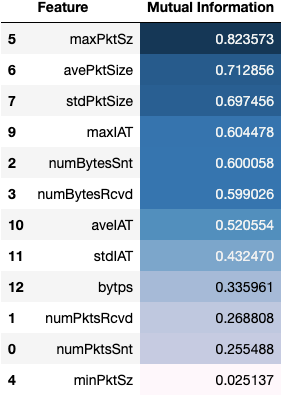 Feature Mutual Information
5 maxPktSz 0.823573
6 avePktSize 0.712856
7 stdPktSize 0.697456
9 maxIAT 0.604478
2 numBytesSnt 0.600058
3 numBytesRcvd 0.599026
10 aveIAT 0.520554
11 stdIAT 0.432470
12 bytps 0.335961
1 numPktsRcvd 0.268808
0 numPktsSnt 0.255488
4 minPktSz 0.025137